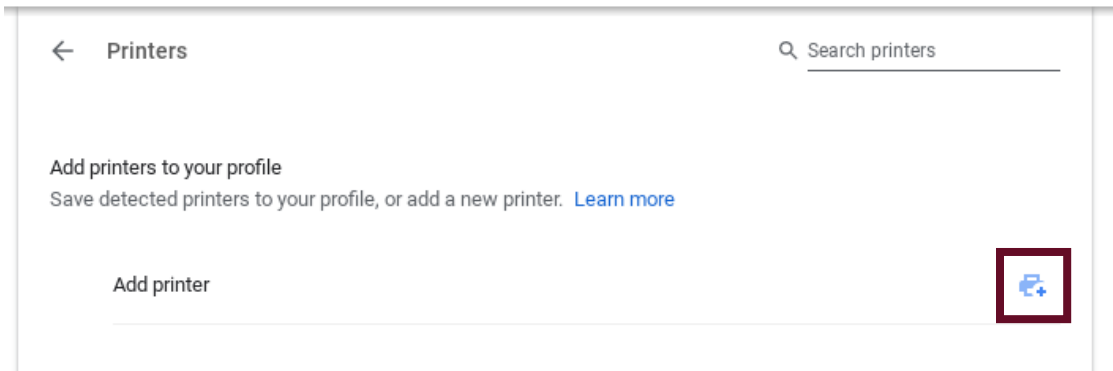 Printers
Search printers
Add printers to your profile
Save detected printers to your profile, or add a new printer. Learn more
Add printer